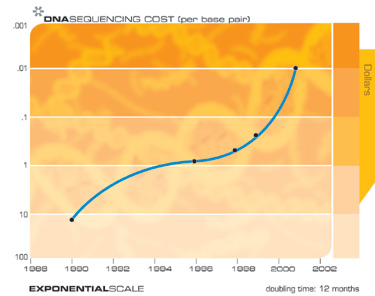 DNASEQUENCING COST (per base pair)
.001
.01
.1
1
10
100
Dollars
1988 1990 1992 1994 1996 1998 2000 2002
EXPONENTIALSCALE
doubling time: 12 months